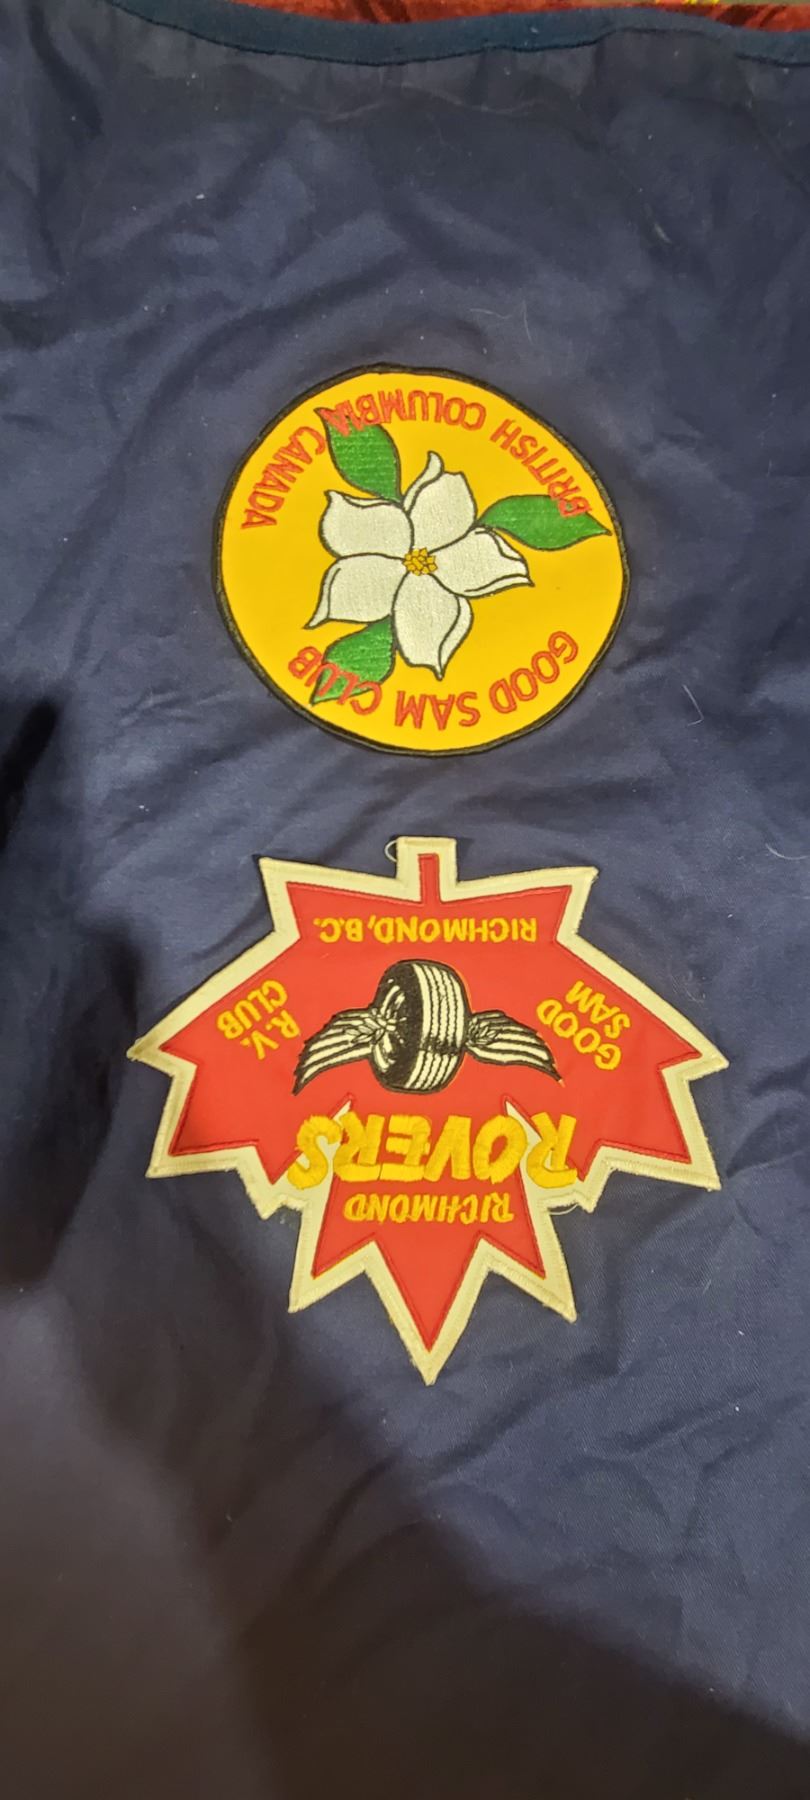 RICHMOND
ROVERS
GOOD
SAM
R.V.
CLUB
RICHMOND, B.C.
GOOD SAM CLUB
BRITISH COLUMBIA CANADA